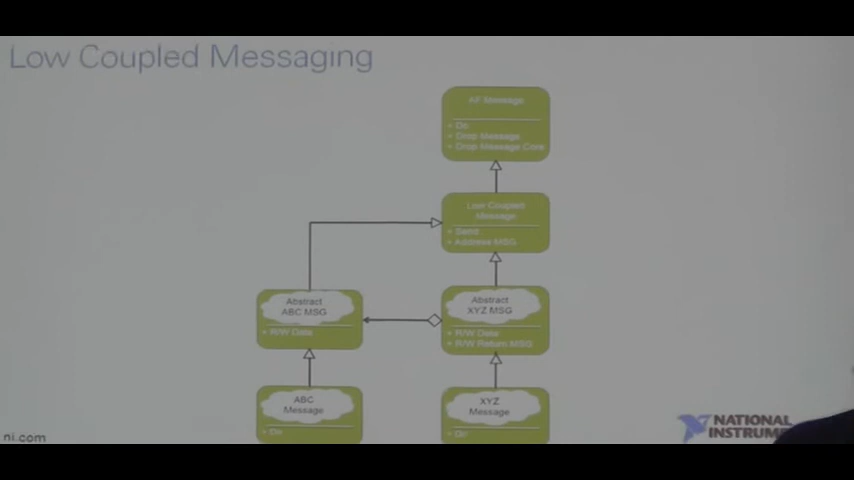 Low Coupled Messaging
AF Message
+ Do
+ Drop Message
+ Drop Message Core
Low Coupled
Message
+ Send
+ Address MSG
Abstract
ABC MSG
+ R/W Data
Abstract
XYZ MSG
+ R/W Data
+ R/W Return MSG
ABC
Message
+ Do
XYZ
Message
+ Do
ni.com
NATIONAL
INSTRUME